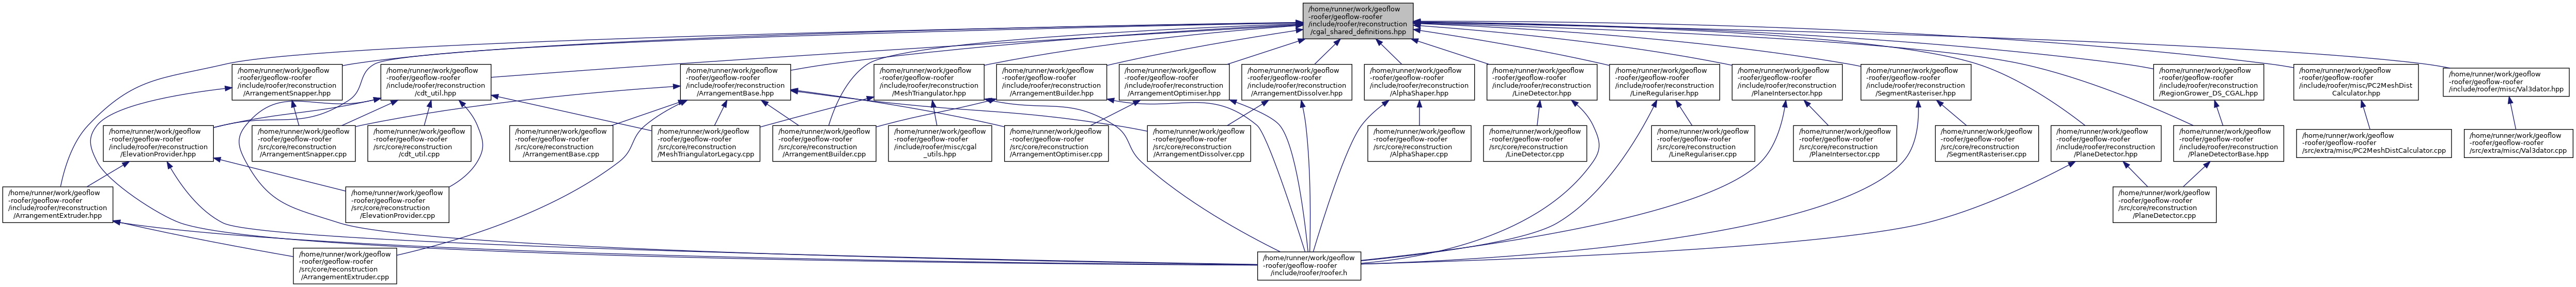 /home/runner/work/geoflow
-roofer/geoflow-roofer
/include/roofer/reconstruction
/cgal_shared_definitions.hpp
/home/runner/work/geoflow
-roofer/geoflow-roofer
/include/roofer/reconstruction
/ArrangementSnapper.hpp
/home/runner/work/geoflow
-roofer/geoflow-roofer
/include/roofer/reconstruction
/cdt_util.hpp
/home/runner/work/geoflow
-roofer/geoflow-roofer
/include/roofer/reconstruction
/ArrangementBase.hpp
/home/runner/work/geoflow
-roofer/geoflow-roofer
/include/roofer/reconstruction
/MeshTriangulator.hpp
/home/runner/work/geoflow
-roofer/geoflow-roofer
/include/roofer/reconstruction
/ArrangementBuilder.hpp
/home/runner/work/geoflow
-roofer/geoflow-roofer
/include/roofer/reconstruction
/ArrangementOptimiser.hpp
/home/runner/work/geoflow
-roofer/geoflow-roofer
/include/roofer/reconstruction
/ArrangementDissolver.hpp
/home/runner/work/geoflow
-roofer/geoflow-roofer
/include/roofer/reconstruction
/AlphaShaper.hpp
/home/runner/work/geoflow
-roofer/geoflow-roofer
/include/roofer/reconstruction
/LineDetector.hpp
/home/runner/work/geoflow
-roofer/geoflow-roofer
/include/roofer/reconstruction
/LineRegulariser.hpp
/home/runner/work/geoflow
-roofer/geoflow-roofer
/include/roofer/reconstruction
/PlaneIntersector.hpp
/home/runner/work/geoflow
-roofer/geoflow-roofer
/include/roofer/reconstruction
/SegmentRasteriser.hpp
/home/runner/work/geoflow
-roofer/geoflow-roofer
/include/roofer/reconstruction
/RegionGrower_DS_CGAL.hpp
/home/runner/work/geoflow
-roofer/geoflow-roofer
/include/roofer/misc/PC2MeshDist
Calculator.hpp
/home/runner/work/geoflow
-roofer/geoflow-roofer
/include/roofer/misc/Val3dator.hpp
/home/runner/work/geoflow
-roofer/geoflow-roofer
/include/roofer/reconstruction
/ElevationProvider.hpp
/home/runner/work/geoflow
-roofer/geoflow-roofer
/src/core/reconstruction
/ArrangementSnapper.cpp
/home/runner/work/geoflow
-roofer/geoflow-roofer
/src/core/reconstruction
/cdt_util.cpp
/home/runner/work/geoflow
-roofer/geoflow-roofer
/src/core/reconstruction
/ArrangementBase.cpp
/home/runner/work/geoflow
-roofer/geoflow-roofer
/src/core/reconstruction
/MeshTriangulatorLegacy.cpp
/home/runner/work/geoflow
-roofer/geoflow-roofer
/src/core/reconstruction
/ArrangementBuilder.cpp
/home/runner/work/geoflow
-roofer/geoflow-roofer
/include/roofer/misc/cgal
_utils.hpp
/home/runner/work/geoflow
-roofer/geoflow-roofer
/src/core/reconstruction
/ArrangementOptimiser.cpp
/home/runner/work/geoflow
-roofer/geoflow-roofer
/src/core/reconstruction
/ArrangementDissolver.cpp
/home/runner/work/geoflow
-roofer/geoflow-roofer
/src/core/reconstruction
/AlphaShaper.cpp
/home/runner/work/geoflow
-roofer/geoflow-roofer
/src/core/reconstruction
/LineDetector.cpp
/home/runner/work/geoflow
-roofer/geoflow-roofer
/src/core/reconstruction
/LineRegulariser.cpp
/home/runner/work/geoflow
-roofer/geoflow-roofer
/src/core/reconstruction
/PlaneIntersector.cpp
/home/runner/work/geoflow
-roofer/geoflow-roofer
/src/core/reconstruction
/SegmentRasteriser.cpp
/home/runner/work/geoflow
-roofer/geoflow-roofer
/include/roofer/reconstruction
/PlaneDetector.hpp
/home/runner/work/geoflow
-roofer/geoflow-roofer
/include/roofer/reconstruction
/PlaneDetectorBase.hpp
/home/runner/work/geoflow
-roofer/geoflow-roofer
/src/extra/misc/PC2MeshDistCalculator.cpp
/home/runner/work/geoflow
-roofer/geoflow-roofer
/src/extra/misc/Val3dator.cpp
/home/runner/work/geoflow
-roofer/geoflow-roofer
/include/roofer/reconstruction
/ArrangementExtruder.hpp
/home/runner/work/geoflow
-roofer/geoflow-roofer
/src/core/reconstruction
/ElevationProvider.cpp
/home/runner/work/geoflow
-roofer/geoflow-roofer
/src/core/reconstruction
/PlaneDetector.cpp
/home/runner/work/geoflow
-roofer/geoflow-roofer
/src/core/reconstruction
/ArrangementExtruder.cpp
/home/runner/work/geoflow
-roofer/geoflow-roofer
/include/roofer/roofer.h